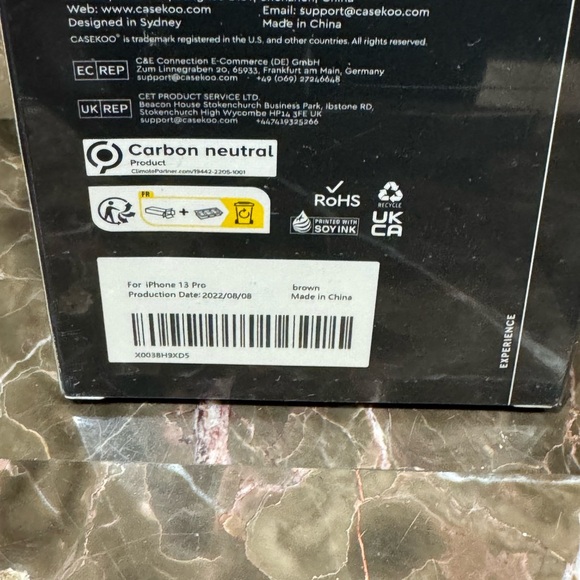 Web: www.casekoo.com Email: support@casekoo.com
Designed in Sydney Made in China
CASEKOO® is trademark registered in the U.S. and other countries. All rights reserved.
EC REP
C&E Connection E-Commerce (DE) GmbH
Zum Linnegraben 20, 65933, Frankfurt am Main, Germany
support@casekoo.com +49 (069) 27246648
UK REP
CET PRODUCT SERVICE LTD.
Beacon House Stokenchurch Business Park, Ibstone RD,
Stokenchurch High Wycombe HP14 3FE UK
support@casekoo.com +447419325266
Carbon neutral
Product
ClimatePartner.com/19442-2205-1001
FR
+
RoHS
RECYCLE
PRINTED WITH
SOY INK
UK
CA
For iPhone 13 Pro brown
Production Date: 2022/08/08 Made in China
X003BH9XD5
EXPERIENCE